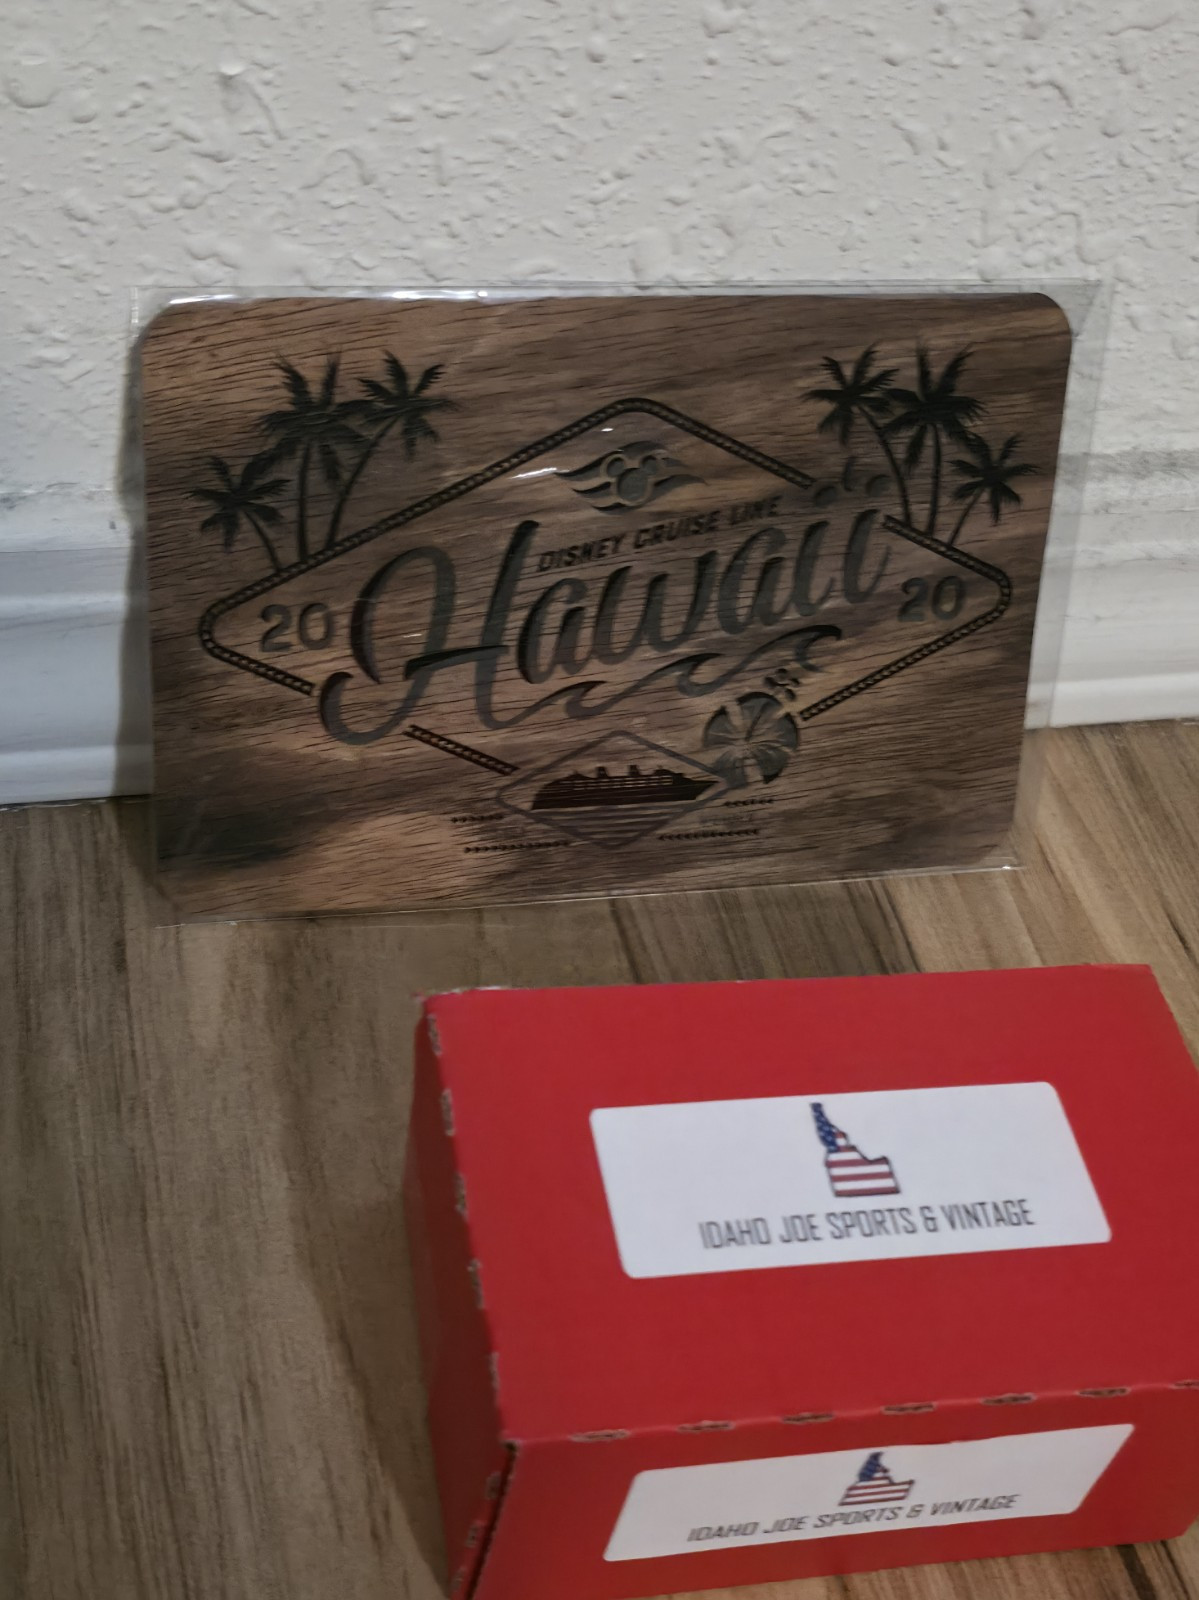 DISNEY CRUISE LINE
Hawaii
20 20
IDAHO JOE SPORTS & VINTAGE
IDAHO JOE SPORTS & VINTAGE